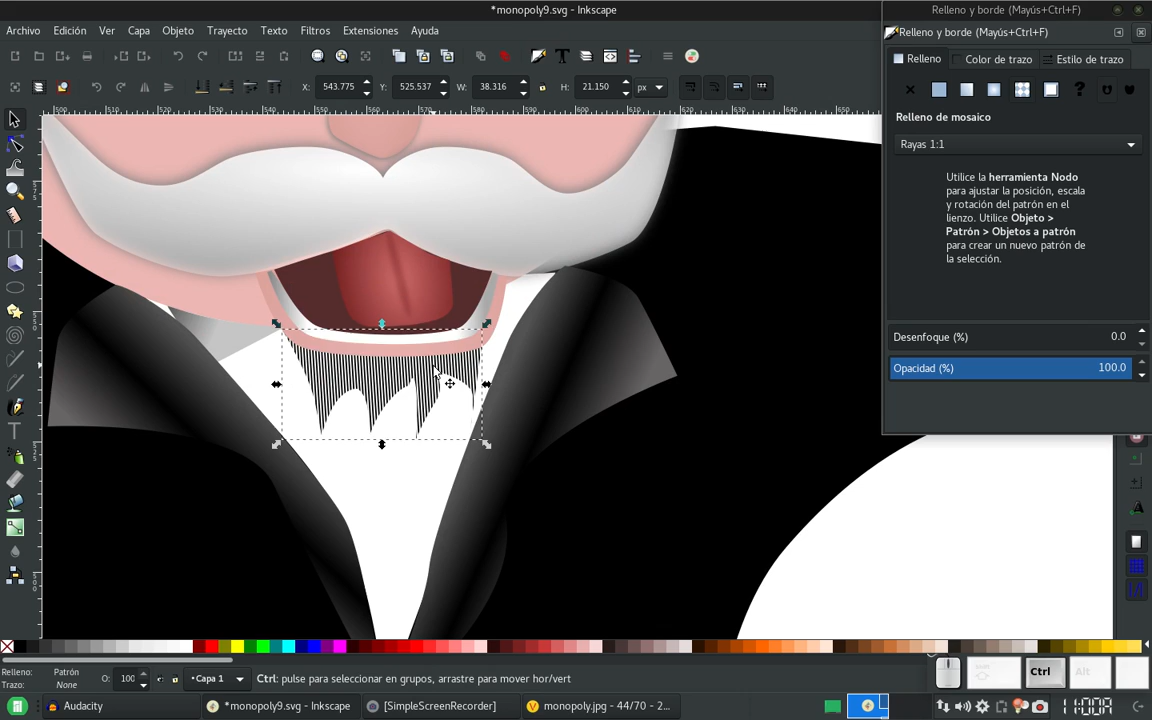 *monopoly9.svg - Inkscape
Relleno y borde (Mayús+Ctrl+F)
Archivo Edición Ver Capa Objeto Trayecto Texto Filtros Extensiones Ayuda
Relleno y borde (Mayús+Ctrl+F)
Relleno Color de trazo Estilo de trazo
X: 543.775 Y: 525.537 W: 38.316 H: 21.150 px
Relleno de mosaico
Rayas 1:1
Utilice la herramienta Nodo
para ajustar la posición, escala
y rotación del patrón en el
lienzo. Utilice Objeto >
Patrón > Objetos a patrón
para crear un nuevo patrón de
la selección.
Desenfoque (%) 0.0
Opacidad (%) 100.0
Relleno: Patrón
Trazo: None
O: 100
•Capa 1
Ctrl: pulse para seleccionar en grupos, arrastre para mover hor/vert
Ctrl Alt
Audacity
*monopoly9.svg - Inkscape
[SimpleScreenRecorder]
monopoly.jpg - 44/70 - 2...